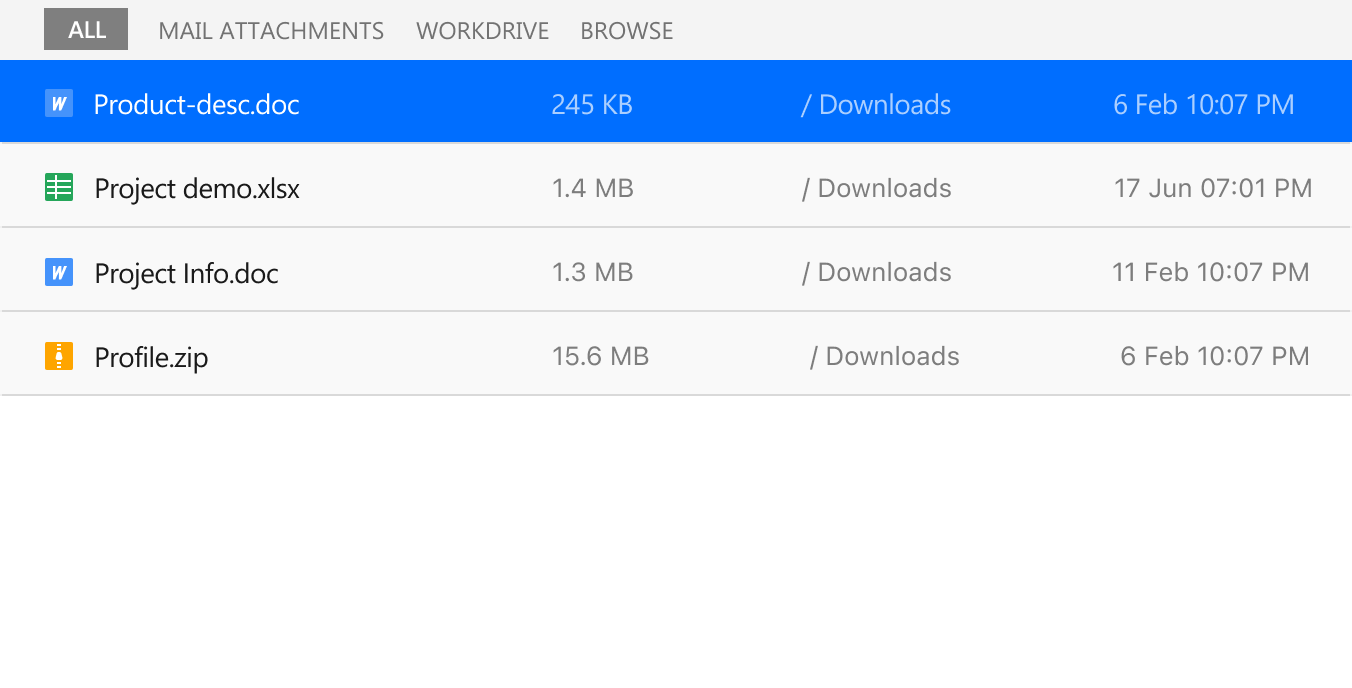 ALL MAIL ATTACHMENTS WORKDRIVE BROWSE
W Product-desc.doc 245 KB / Downloads 6 Feb 10:07 PM
Project demo.xlsx 1.4 MB / Downloads 17 Jun 07:01 PM
W Project Info.doc 1.3 MB / Downloads 11 Feb 10:07 PM
Profile.zip 15.6 MB / Downloads 6 Feb 10:07 PM